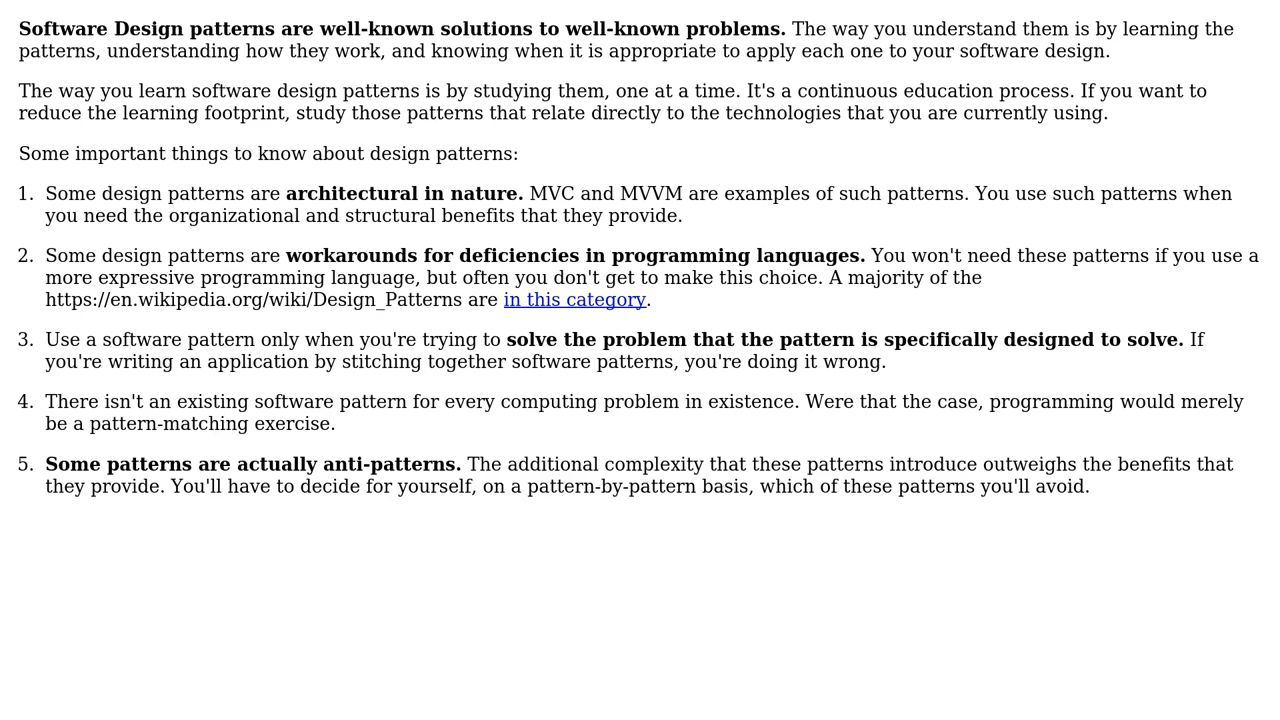 Software Design patterns are well-known solutions to well-known problems. The way you understand them is by learning the
patterns, understanding how they work, and knowing when it is appropriate to apply each one to your software design.
The way you learn software design patterns is by studying them, one at a time. It's a continuous education process. If you want to
reduce the learning footprint, study those patterns that relate directly to the technologies that you are currently using.
Some important things to know about design patterns:
1. Some design patterns are architectural in nature. MVC and MVVM are examples of such patterns. You use such patterns when
you need the organizational and structural benefits that they provide.
2. Some design patterns are workarounds for deficiencies in programming languages. You won't need these patterns if you use a
more expressive programming language, but often you don't get to make this choice. A majority of the
https://en.wikipedia.org/wiki/Design_Patterns are in this category.
3. Use a software pattern only when you're trying to solve the problem that the pattern is specifically designed to solve. If
you're writing an application by stitching together software patterns, you're doing it wrong.
4. There isn't an existing software pattern for every computing problem in existence. Were that the case, programming would merely
be a pattern-matching exercise.
5. Some patterns are actually anti-patterns. The additional complexity that these patterns introduce outweighs the benefits that
they provide. You'll have to decide for yourself, on a pattern-by-pattern basis, which of these patterns you'll avoid.